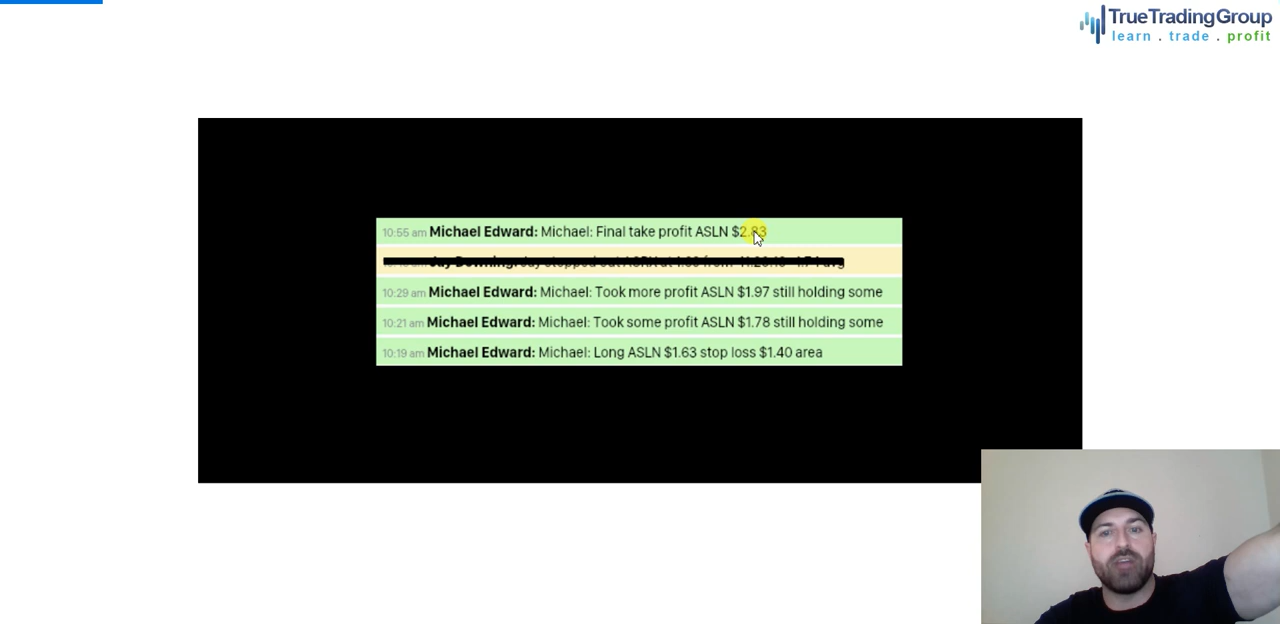 TrueTradingGroup
learn . trade . profit
10:55 am Michael Edward: Michael: Final take profit ASLN $2.83
10:29 am Michael Edward: Michael: Took more profit ASLN $1.97 still holding some
10:21 am Michael Edward: Michael: Took some profit ASLN $1.78 still holding some
10:19 am Michael Edward: Michael: Long ASLN $1.63 stop loss $1.40 area